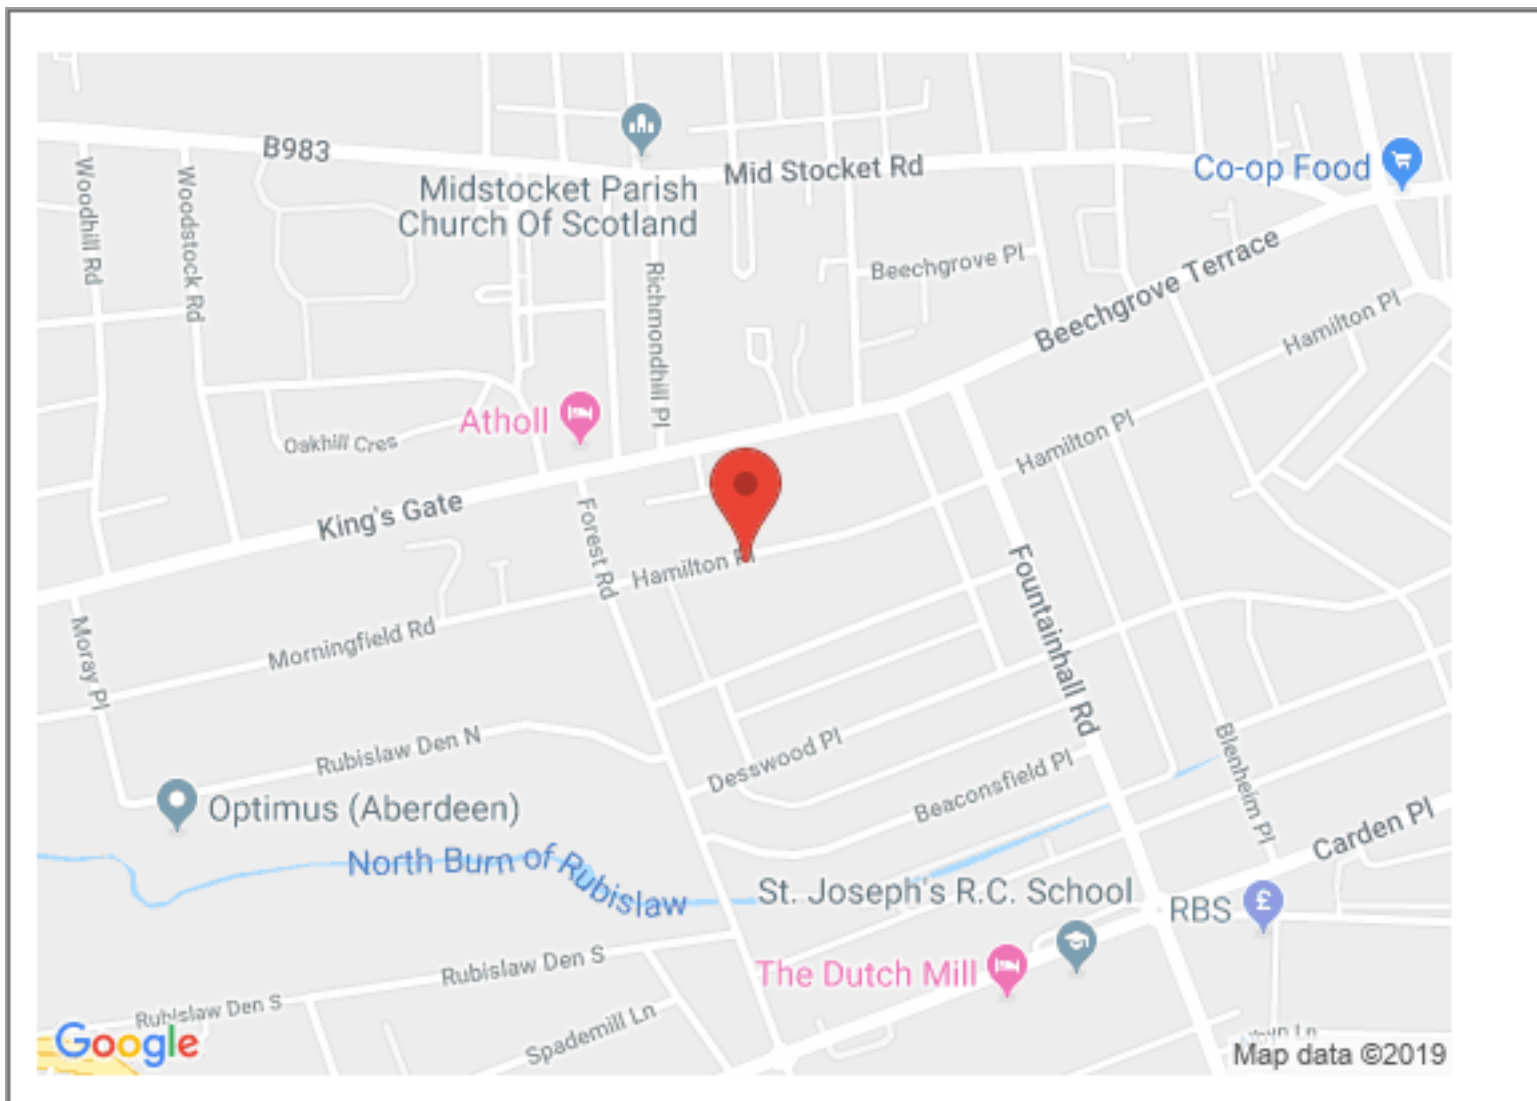 B983
Mid Stocket Rd
Co-op Food
Midstocket Parish
Church Of Scotland
Woodhill Rd
Woodstock Rd
Richmondhill Pl
Beechgrove Pl
Beechgrove Terrace
Hamilton Pl
Atholl
Oakhill Cres
Hamilton Pl
King's Gate
Forest Rd
Hamilton Pl
Fountainhall Rd
Morningfield Rd
Moray Pl
Rubislaw Den N
Desswood Pl
Beaconsfield Pl
Blenheim Pl
Carden Pl
Optimus (Aberdeen)
North Burn of Rubislaw
St. Joseph's R.C. School
RBS
£
The Dutch Mill
Rubislaw Den S
Rubislaw Den S
Spademill Ln
Google
Ln
Map data ©2019